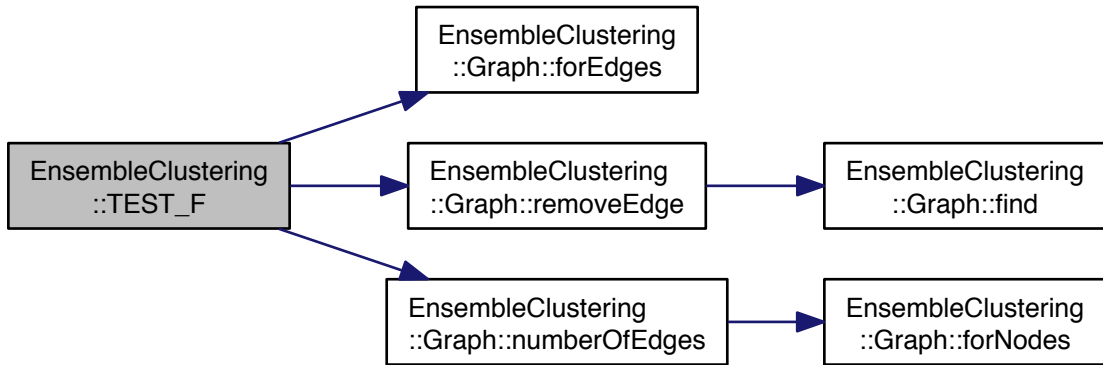 EnsembleClustering
::Graph::forEdges
EnsembleClustering
::TEST_F
EnsembleClustering
::Graph::removeEdge
EnsembleClustering
::Graph::find
EnsembleClustering
::Graph::numberOfEdges
EnsembleClustering
::Graph::forNodes